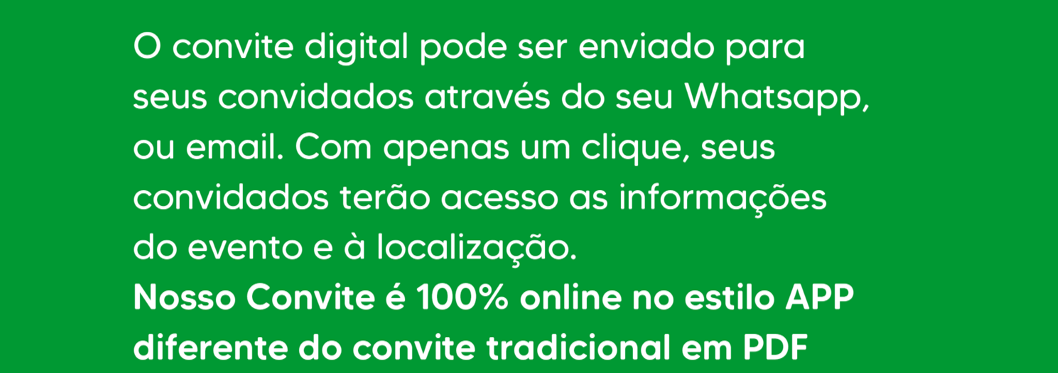 O convite digital pode ser enviado para
seus convidados através do seu Whatsapp,
ou email. Com apenas um clique, seus
convidados terão acesso as informações
do evento e à localização.
Nosso Convite é 100% online no estilo APP
diferente do convite tradicional em PDF